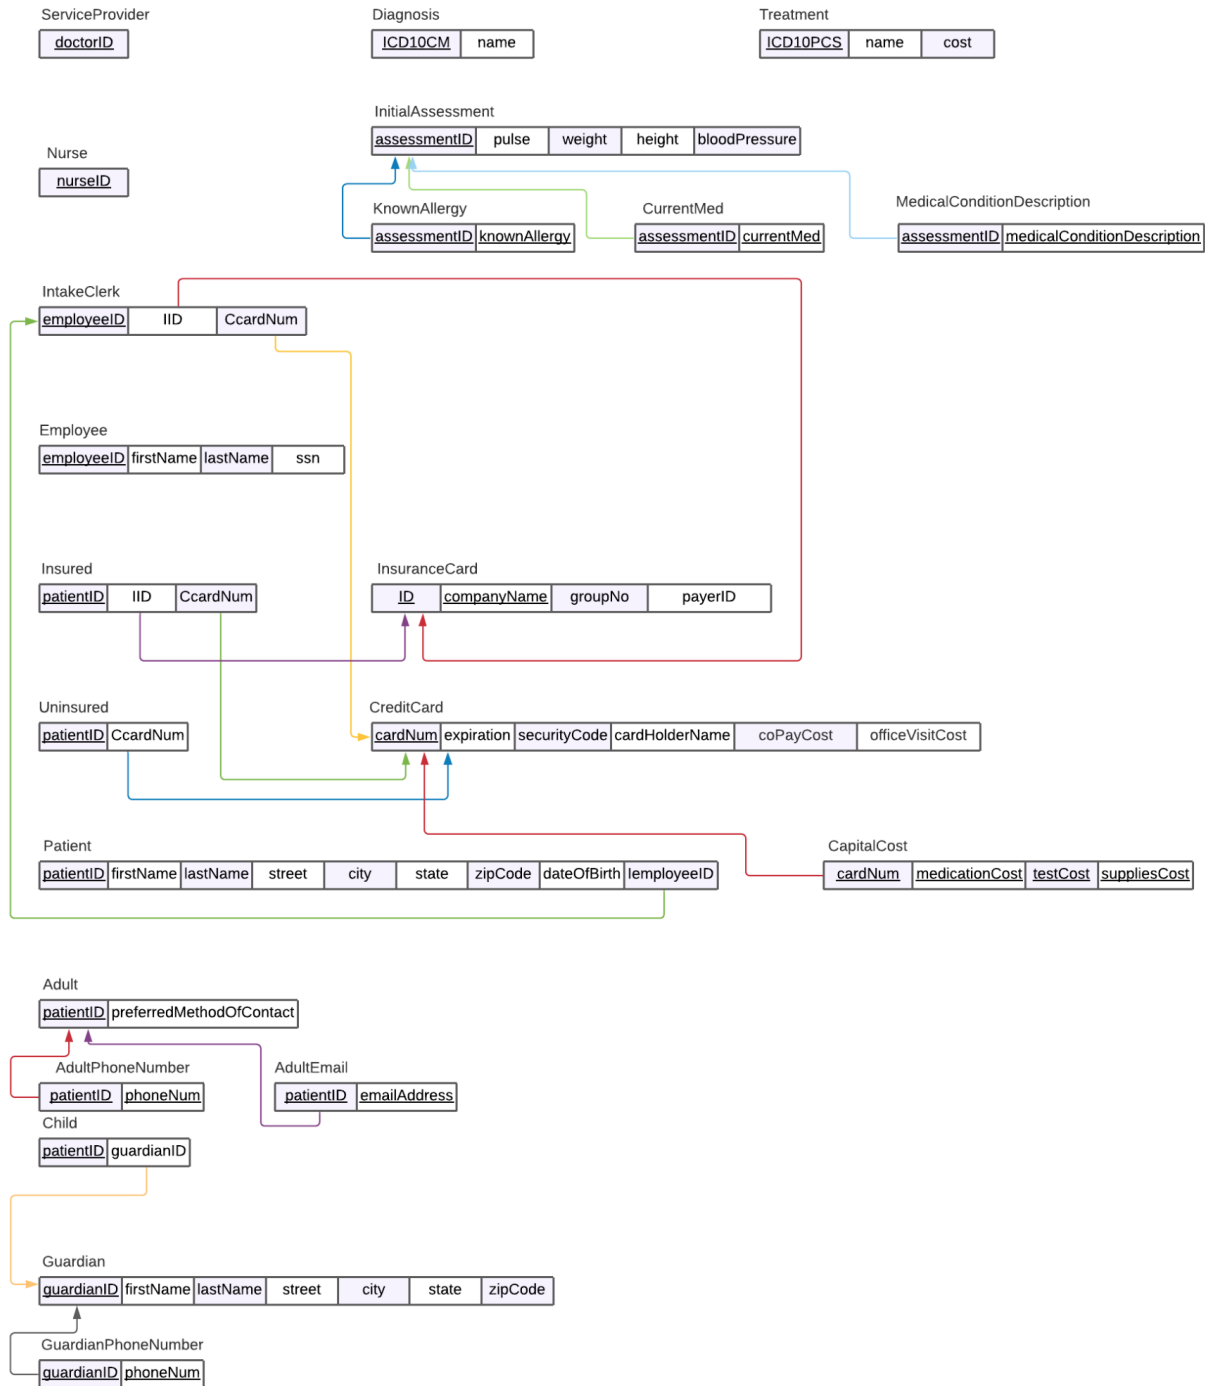 ServiceProvider Diagnosis Treatment
doctorID ICD10CM name ICD10PCS name cost
InitialAssessment
assessmentID pulse weight height bloodPressure
Nurse
nurseID
KnownAllergy CurrentMed MedicalConditionDescription
assessmentID knownAllergy assessmentID currentMed assessmentID medicalConditionDescription
IntakeClerk
employeeID IID CcardNum
Employee
employeeID firstName lastName ssn
Insured InsuranceCard
patientID IID CcardNum ID companyName groupNo payerID
Uninsured CreditCard
patientID CcardNum cardNum expiration securityCode cardHolderName coPayCost officeVisitCost
Patient CapitalCost
patientID firstName lastName street city state zipCode dateOfBirth IemployeeID cardNum medicationCost testCost suppliesCost
Adult
patientID preferredMethodOfContact
AdultPhoneNumber AdultEmail
patientID phoneNum patientID emailAddress
Child
patientID guardianID
Guardian
guardianID firstName lastName street city state zipCode
GuardianPhoneNumber
guardianID phoneNum